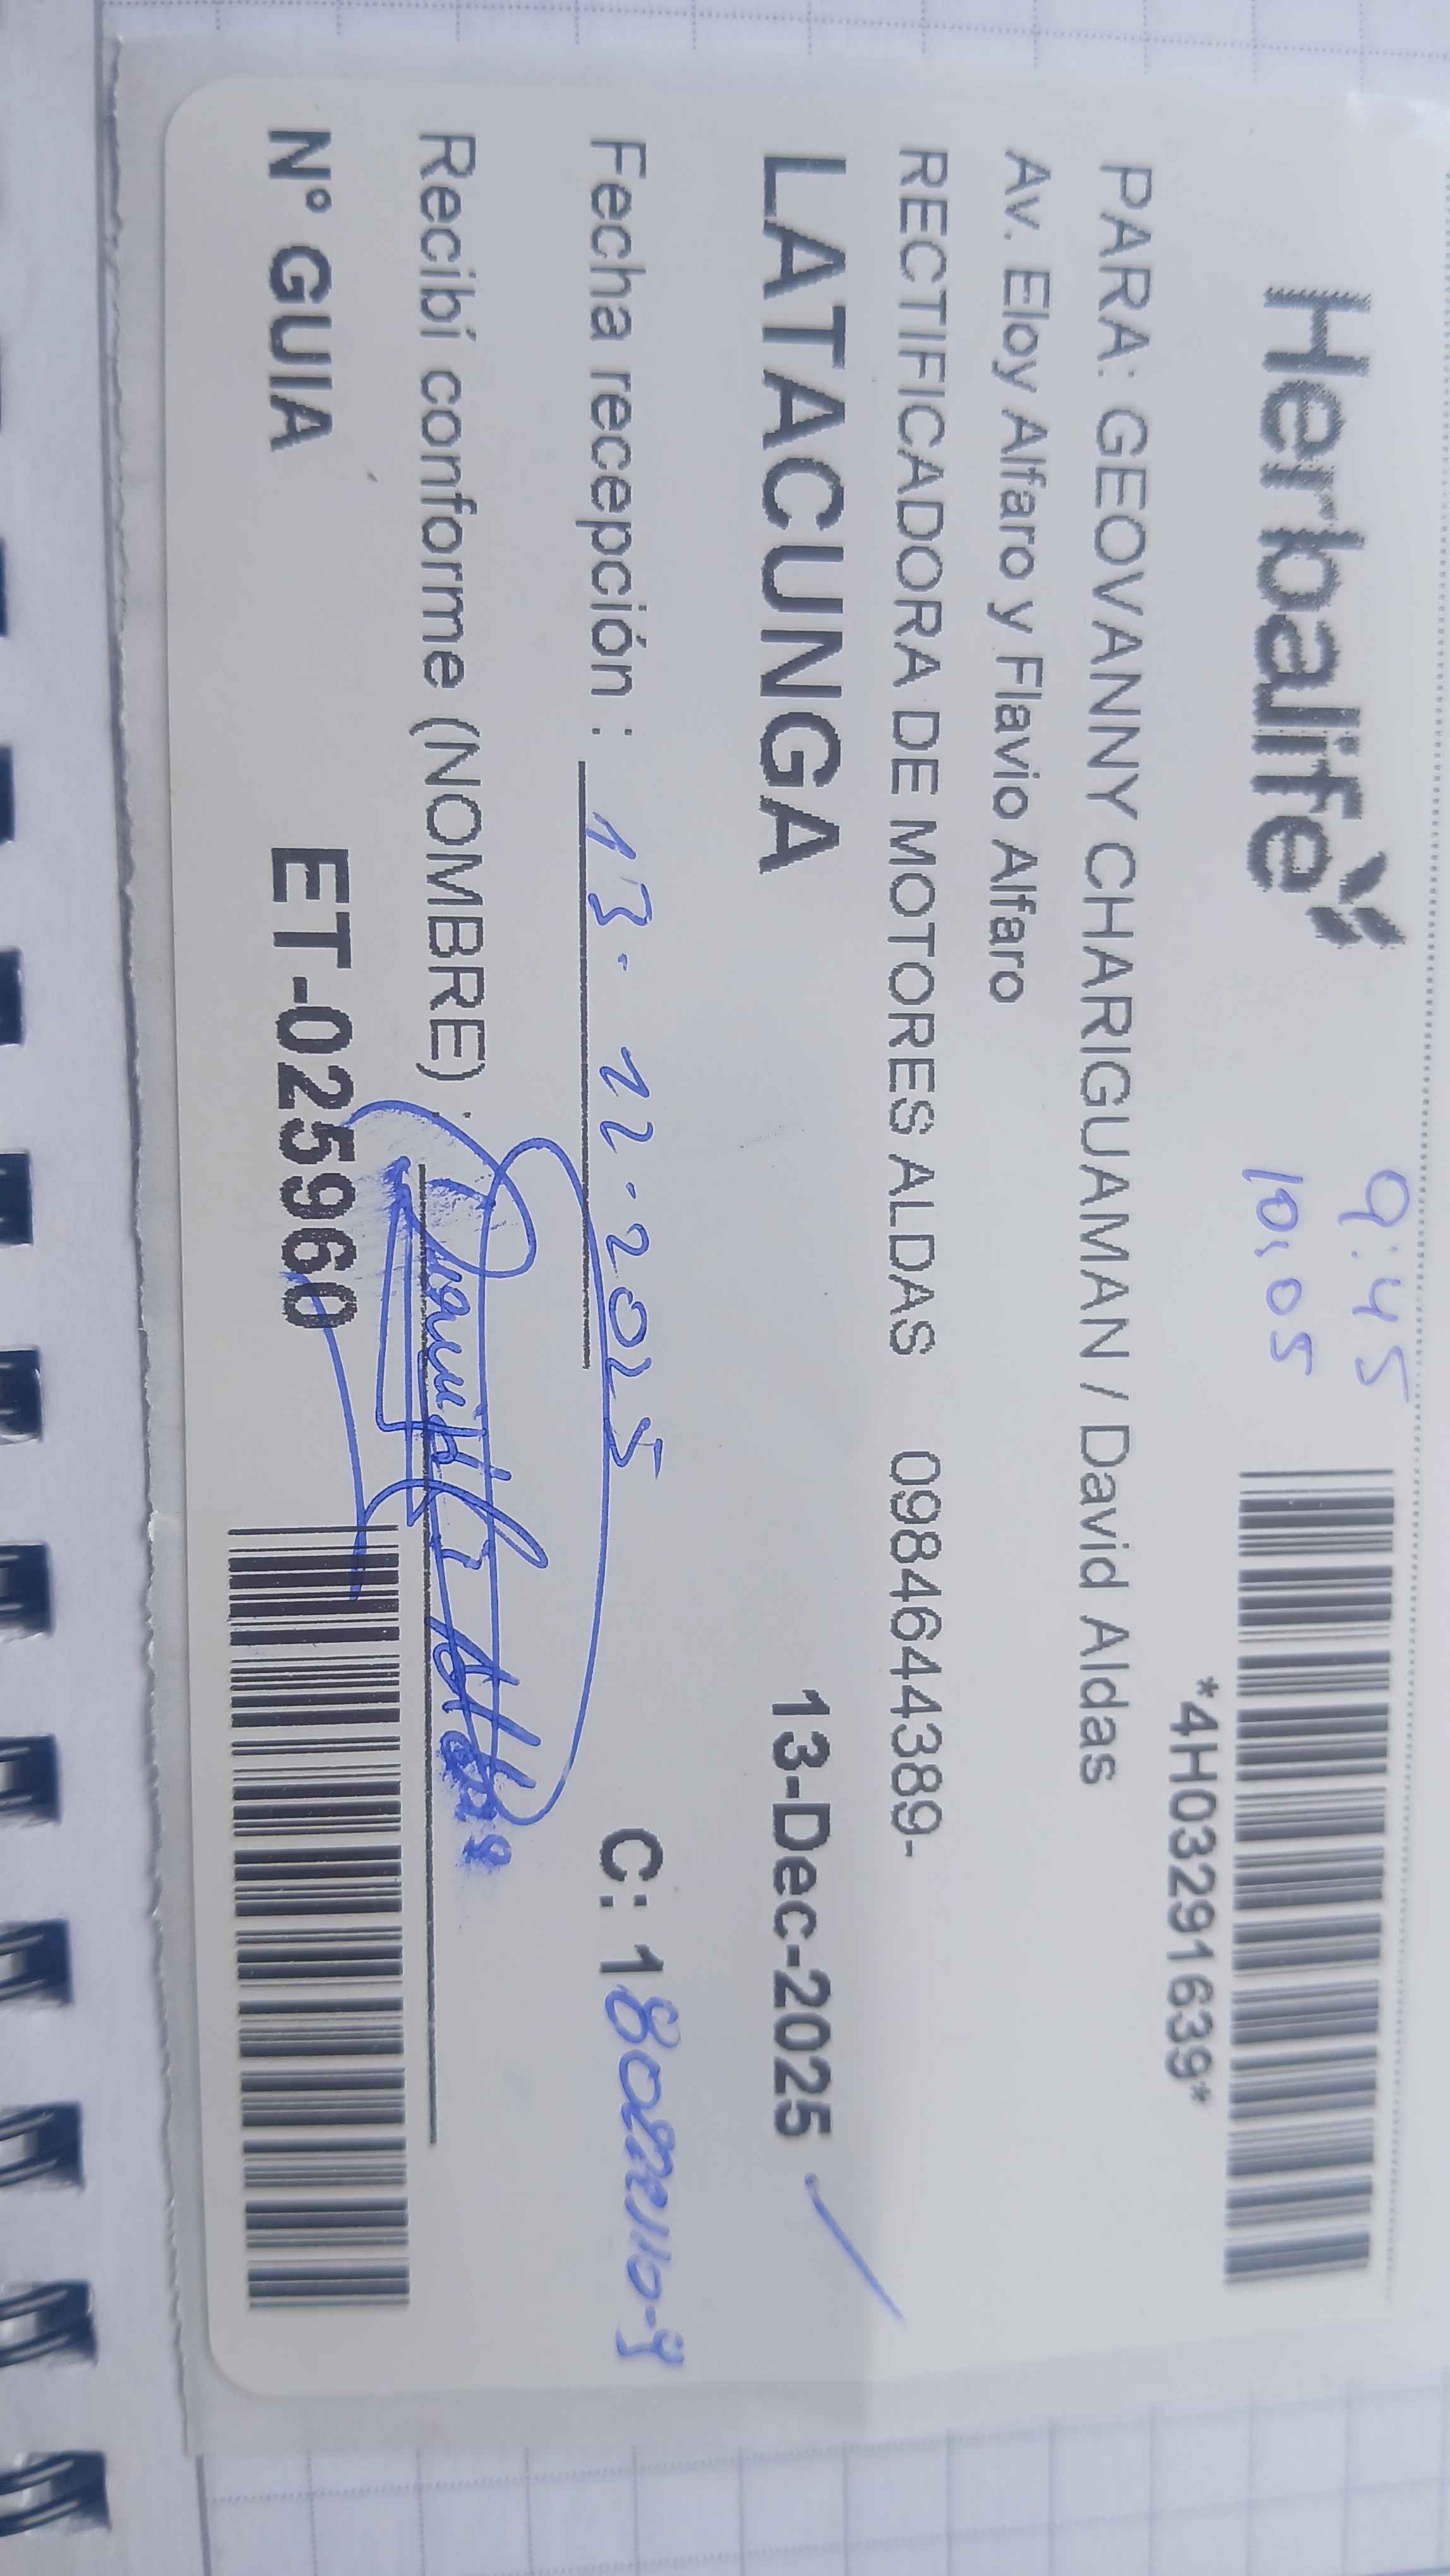 Herbalife
9:45
10:05
*4H03291639*
PARA: GEOVANNY CHARIGUAMAN / David Aldas
Av. Eloy Alfaro y Flavio Alfaro
RECTIFICADORA DE MOTORES ALDAS 0984644389-
LATACUNGA 13-Dec-2025
Fecha recepción : 13. 12. 2025 C:
Recibí conforme (NOMBRE) : Aldas
N° GUIA ET-025960